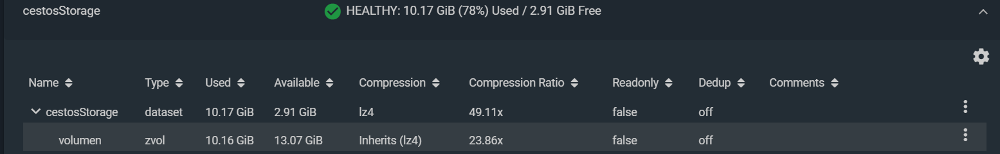 cestosStorage HEALTHY: 10.17 GiB (78%) Used / 2.91 GiB Free
Name Type Used Available Compression Compression Ratio Readonly Dedup Comments
cestosStorage dataset 10.17 GiB 2.91 GiB lz4 49.11x false off
volumen zvol 10.16 GiB 13.07 GiB Inherits (lz4) 23.86x false off